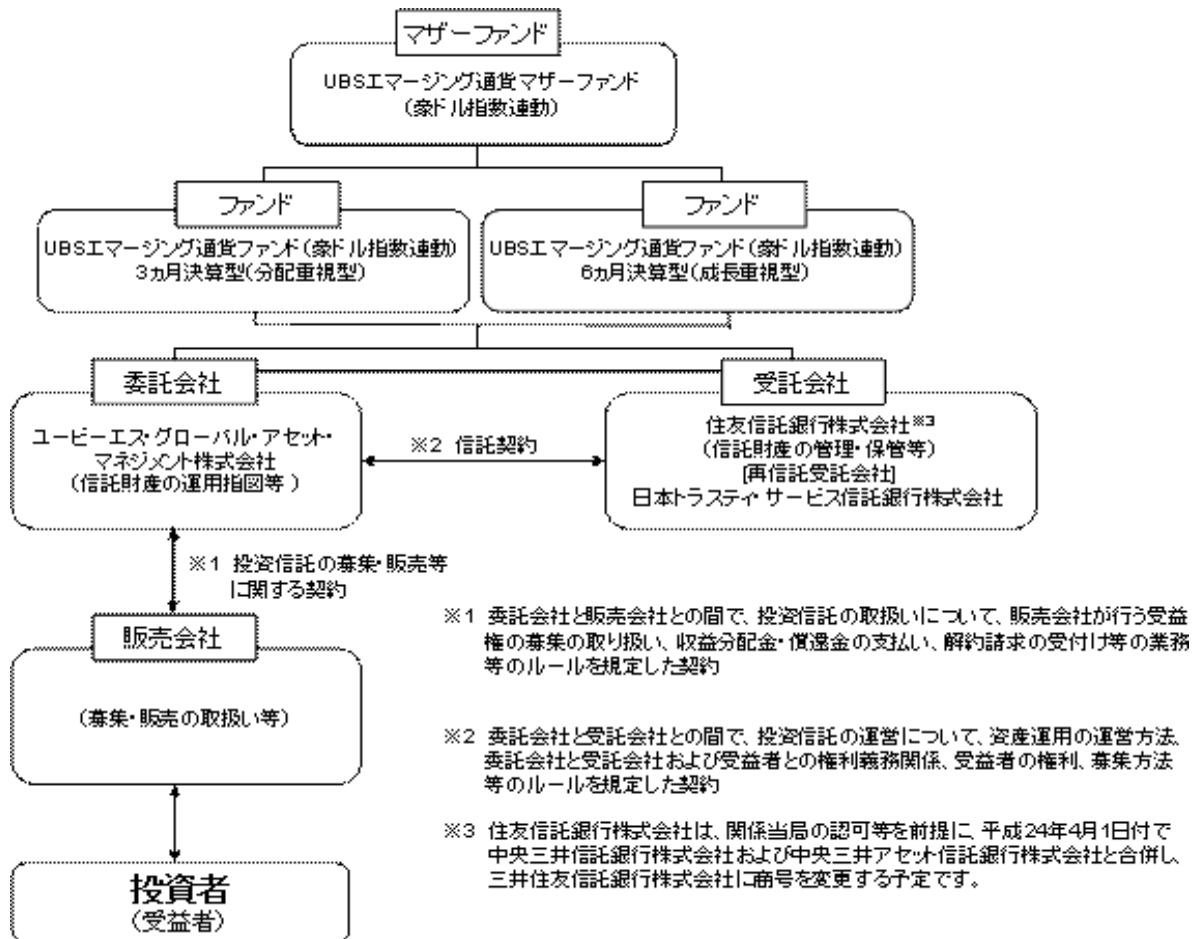 マザーファンド
UBSエマージング通貨マザーファンド
(豪ドル指数連動)
ファンド
UBSエマージング通貨ファンド(豪ドル指数連動)
3ヵ月決算型(分配重視型)
ファンド
UBSエマージング通貨ファンド(豪ドル指数連動)
6ヵ月決算型(成長重視型)
委託会社
ユービーエス・グローバル・アセット・
マネジメント株式会社
(信託財産の運用指図等)
※2 信託契約
受託会社
住友信託銀行株式会社※3
(信託財産の管理・保管等)
[再信託受託会社]
日本トラスティ・サービス信託銀行株式会社
※1 投資信託の募集・販売等
に関する契約
販売会社
(募集・販売の取扱い等)
投資者
(受益者)
※1 委託会社と販売会社との間で、投資信託の取扱いについて、販売会社が行う受益
権の募集の取り扱い、収益分配金・償還金の支払い、解約請求の受付け等の業務
等のルールを規定した契約
※2 委託会社と受託会社との間で、投資信託の運営について、資産運用の運営方法、
委託会社と受託会社および受益者との権利義務関係、受益者の権利、募集方法
等のルールを規定した契約
※3 住友信託銀行株式会社は、関係当局の認可等を前提に、平成24年4月1日付で
中央三井信託銀行株式会社および中央三井アセット信託銀行株式会社と合併し、
三井住友信託銀行株式会社に商号を変更する予定です。